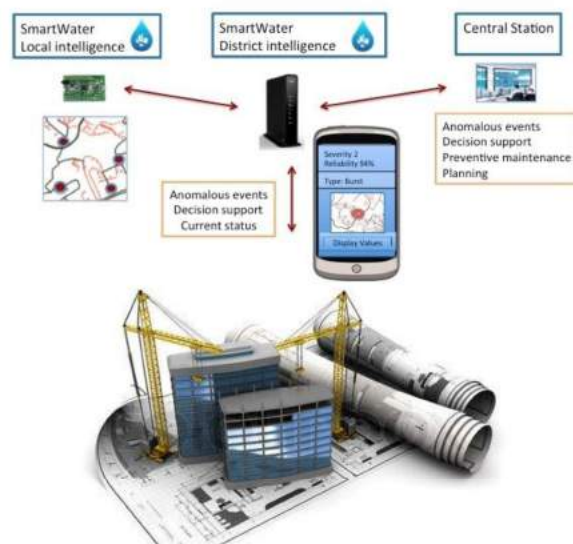 SmartWater
Local intelligence
SmartWater
District intelligence
Central Station
Anomalous events
Decision support
Preventive maintenance
Planning
Severity 2
Reliability 94%
Type: Burst
Display Values
Anomalous events
Decision support
Current status